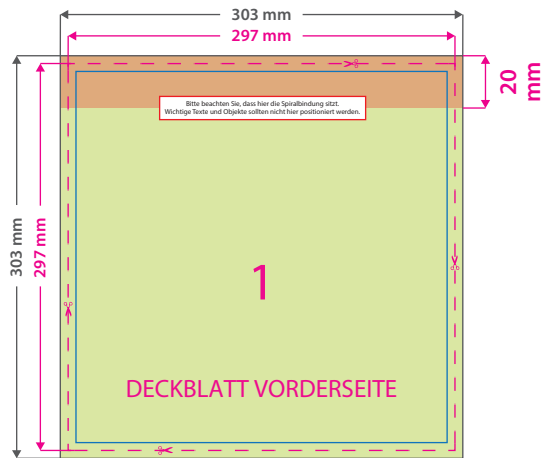 303 mm
297 mm
20
mm
Bitte beachten Sie, dass hier die Spiralbindung sitzt.
Wichtige Texte und Objekte sollten nicht hier positioniert werden.
303 mm
297 mm
1
DECKBLATT VORDERSEITE